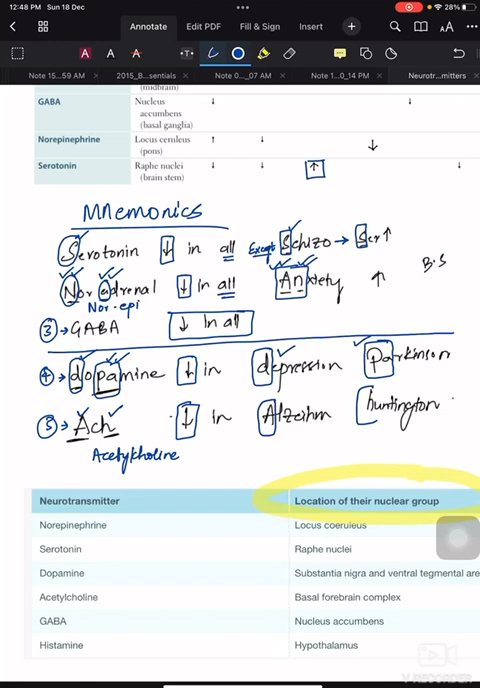 12:48 PM Sun 18 Dec
28%
Annotate Edit PDF Fill & Sign Insert
Note 15...59 AM 2015_B...sentials Note 0..._07 AM Note 1...0_14 PM Neurotr...mitters
(midbrain)
GABA Nucleus accumbens (basal ganglia) ↓ ↓
Norepinephrine Locus ceruleus (pons) ↑ ↓ ↓
Serotonin Raphe nuclei (brain stem) ↓ ↓ ↑ ↓
MNEMONICS
Serotonin ↓ in all Except Schizo → Ser ↑
Nor adrenal ↓ in all Anxiety ↑ B.S
Nor.epi
③→ GABA ↓ In all
④→ dopamine ↓ in depression Parkinson
⑤→ Ach ↓ in Alzeihm huntington
Acetykholine
Neurotransmitter Location of their nuclear group
Norepinephrine Locus coeruleus
Serotonin Raphe nuclei
Dopamine Substantia nigra and ventral tegmental are
Acetylcholine Basal forebrain complex
GABA Nucleus accumbens
Histamine Hypothalamus
RECORDER